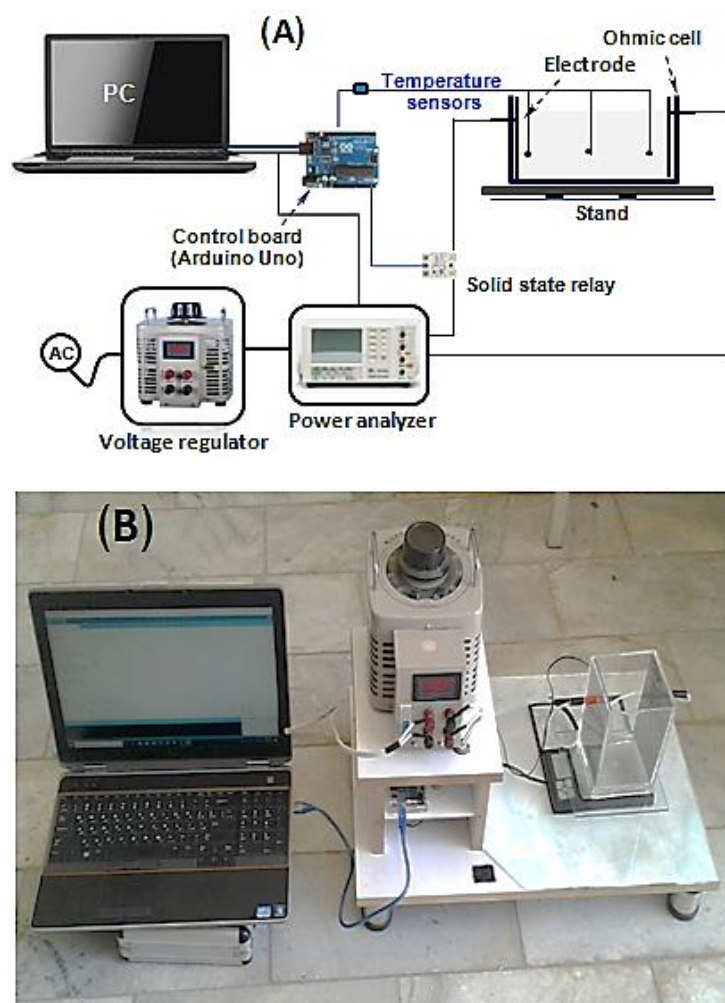 (A)
Ohmic cell
Electrode
PC
Temperature
sensors
Stand
Control board
(Arduino Uno)
Solid state relay
AC
Power analyzer
Voltage regulator
(B)